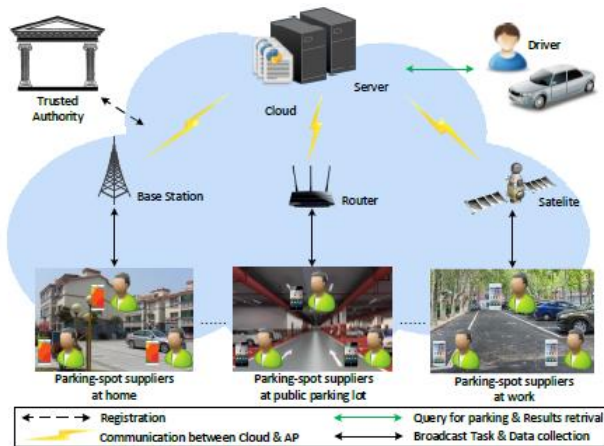 Driver
Server
Cloud
Trusted
Authority
Base Station
Router
Satelite
Parking-spot suppliers
at home
Parking-spot suppliers
at public parking lot
Parking-spot suppliers
at work
Registration
Query for parking & Results retrival
Communication between Cloud & AP
Broadcast Task & Data collection